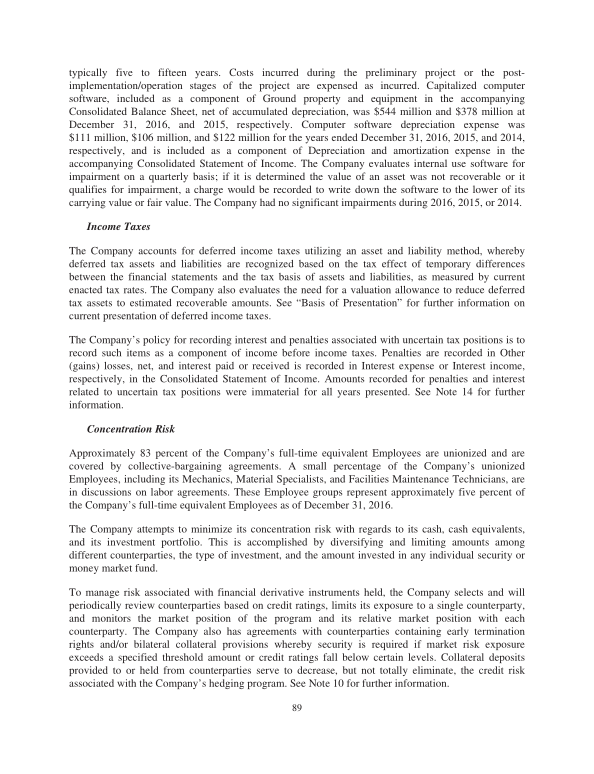 typically five to fifteen years. Costs incurred during the preliminary project or the post-
implementation/operation stages of the project are expensed as incurred. Capitalized computer
software, included as a component of Ground property and equipment in the accompanying
Consolidated Balance Sheet, net of accumulated depreciation, was $544 million and $378 million at
December 31, 2016, and 2015, respectively. Computer software depreciation expense was
$111 million, $106 million, and $122 million for the years ended December 31, 2016, 2015, and 2014,
respectively, and is included as a component of Depreciation and amortization expense in the
accompanying Consolidated Statement of Income. The Company evaluates internal use software for
impairment on a quarterly basis; if it is determined the value of an asset was not recoverable or it
qualifies for impairment, a charge would be recorded to write down the software to the lower of its
carrying value or fair value. The Company had no significant impairments during 2016, 2015, or 2014.
Income Taxes
The Company accounts for deferred income taxes utilizing an asset and liability method, whereby
deferred tax assets and liabilities are recognized based on the tax effect of temporary differences
between the financial statements and the tax basis of assets and liabilities, as measured by current
enacted tax rates. The Company also evaluates the need for a valuation allowance to reduce deferred
tax assets to estimated recoverable amounts. See “Basis of Presentation” for further information on
current presentation of deferred income taxes.
The Company’s policy for recording interest and penalties associated with uncertain tax positions is to
record such items as a component of income before income taxes. Penalties are recorded in Other
(gains) losses, net, and interest paid or received is recorded in Interest expense or Interest income,
respectively, in the Consolidated Statement of Income. Amounts recorded for penalties and interest
related to uncertain tax positions were immaterial for all years presented. See Note 14 for further
information.
Concentration Risk
Approximately 83 percent of the Company’s full-time equivalent Employees are unionized and are
covered by collective-bargaining agreements. A small percentage of the Company’s unionized
Employees, including its Mechanics, Material Specialists, and Facilities Maintenance Technicians, are
in discussions on labor agreements. These Employee groups represent approximately five percent of
the Company’s full-time equivalent Employees as of December 31, 2016.
The Company attempts to minimize its concentration risk with regards to its cash, cash equivalents,
and its investment portfolio. This is accomplished by diversifying and limiting amounts among
different counterparties, the type of investment, and the amount invested in any individual security or
money market fund.
To manage risk associated with financial derivative instruments held, the Company selects and will
periodically review counterparties based on credit ratings, limits its exposure to a single counterparty,
and monitors the market position of the program and its relative market position with each
counterparty. The Company also has agreements with counterparties containing early termination
rights and/or bilateral collateral provisions whereby security is required if market risk exposure
exceeds a specified threshold amount or credit ratings fall below certain levels. Collateral deposits
provided to or held from counterparties serve to decrease, but not totally eliminate, the credit risk
associated with the Company’s hedging program. See Note 10 for further information.
89